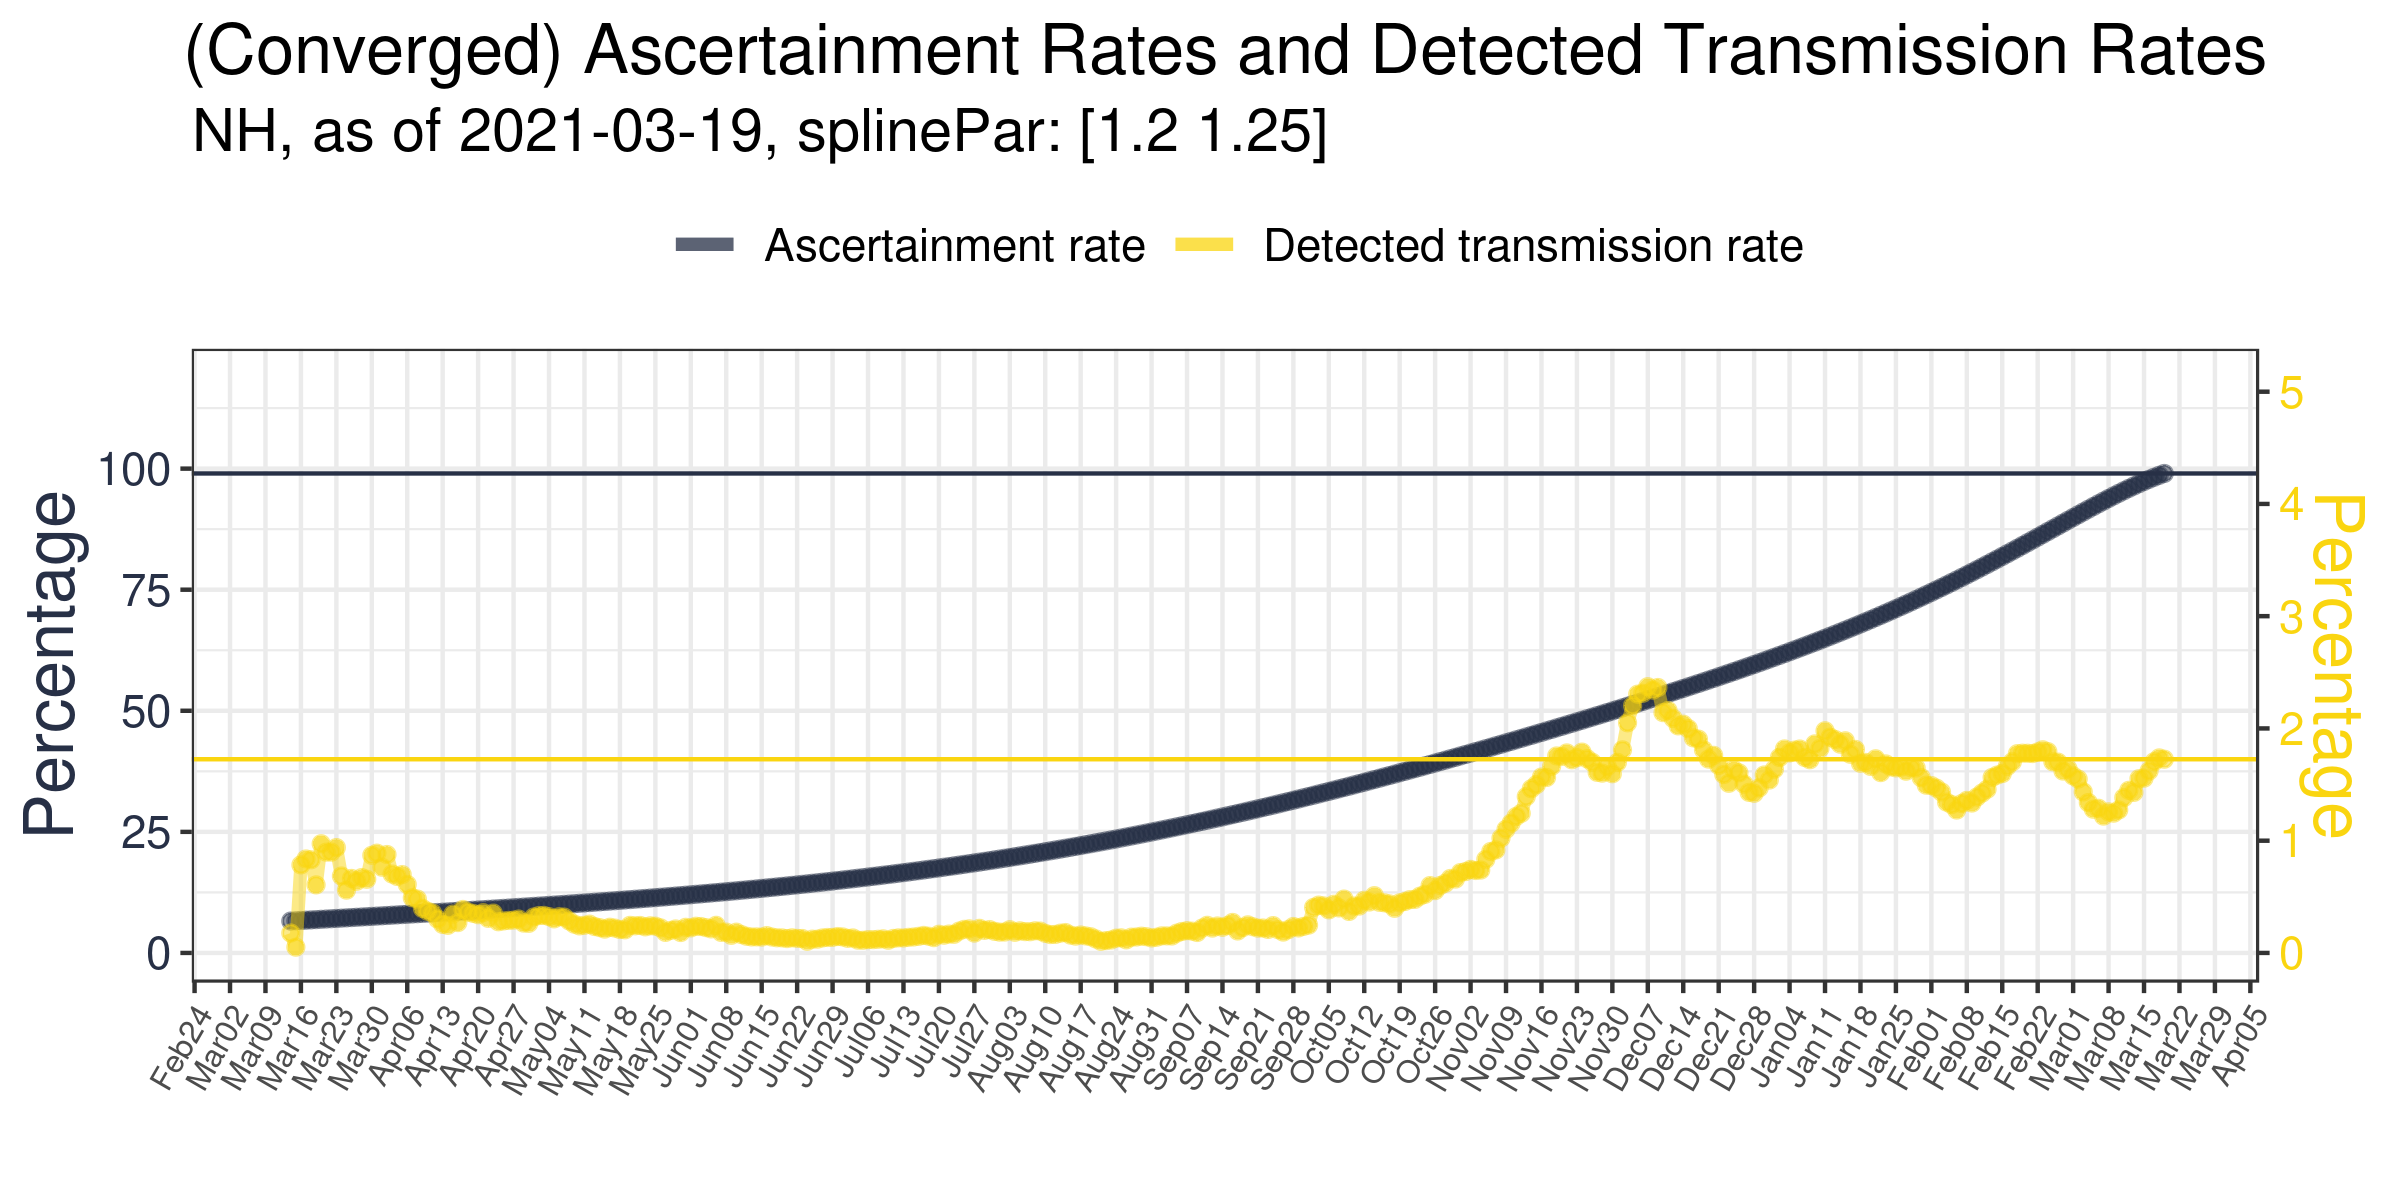 (Converged) Ascertainment Rates and Detected Transmission Rates
NH, as of 2021-03-19, splinePar: [1.2 1.25]
Ascertainment rate
Detected transmission rate
Percentage
100
75
50
25
0
5
4
3
2
1
0
Percentage
Feb24
Mar02
Mar09
Mar16
Mar23
Mar30
Apr06
Apr13
Apr20
Apr27
May04
May11
May18
May25
Jun01
Jun08
Jun15
Jun22
Jun29
Jul06
Jul13
Jul20
Jul27
Aug03
Aug10
Aug17
Aug24
Aug31
Sep07
Sep14
Sep21
Sep28
Oct05
Oct12
Oct19
Oct26
Nov02
Nov09
Nov16
Nov23
Nov30
Dec07
Dec14
Dec21
Dec28
Jan04
Jan11
Jan18
Jan25
Feb01
Feb08
Feb15
Feb22
Mar01
Mar08
Mar15
Mar22
Mar29
Apr05